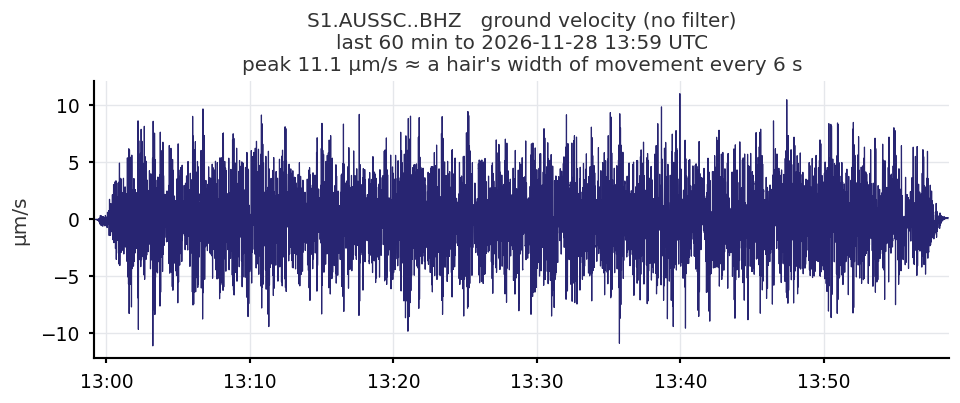 S1.AUSSC..BHZ   ground velocity (no filter)
last 60 min to 2026-11-28 13:59 UTC
peak 11.1 µm/s ≈ a hair's width of movement every 6 s
10
5
0
−5
−10
µm/s
13:00 13:10 13:20 13:30 13:40 13:50